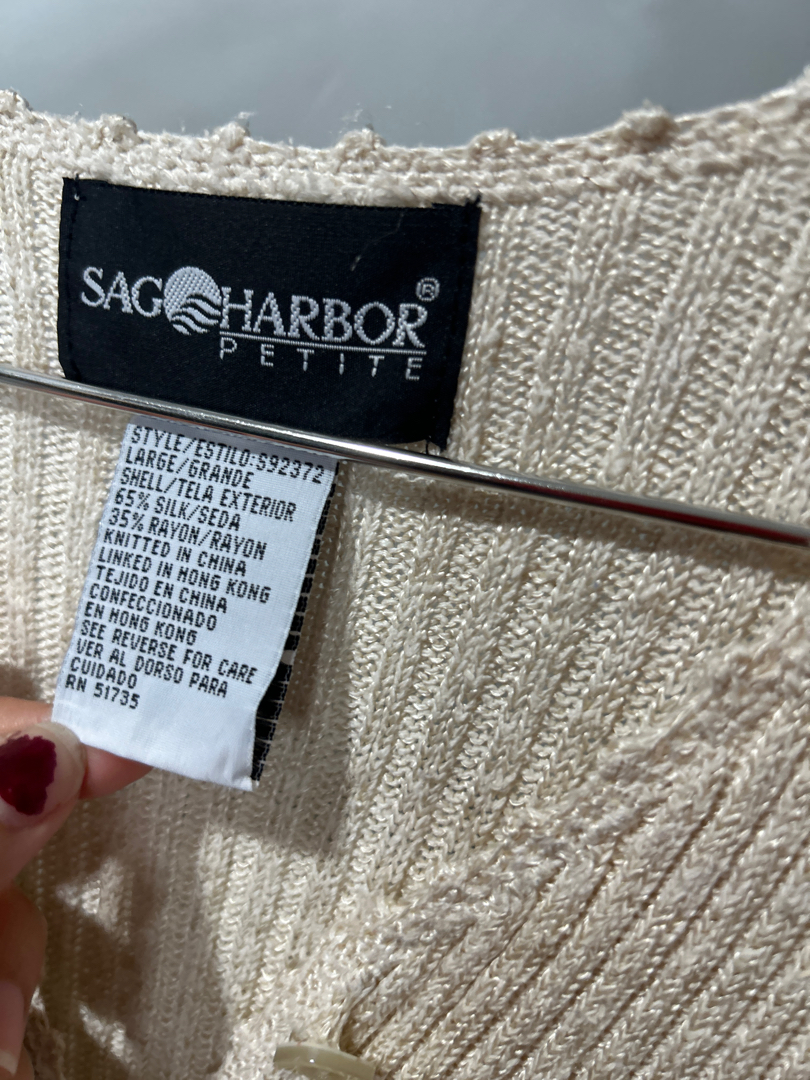 SAG HARBOR®
PETITE
STYLE/ESTILO:S92372
LARGE/GRANDE
SHELL/TELA EXTERIOR
65% SILK/SEDA
35% RAYON/RAYON
KNITTED IN CHINA
LINKED IN HONG KONG
TEJIDO EN CHINA
CONFECCIONADO
EN HONG KONG
SEE REVERSE FOR CARE
VER AL DORSO PARA
CUIDADO
RN 51735